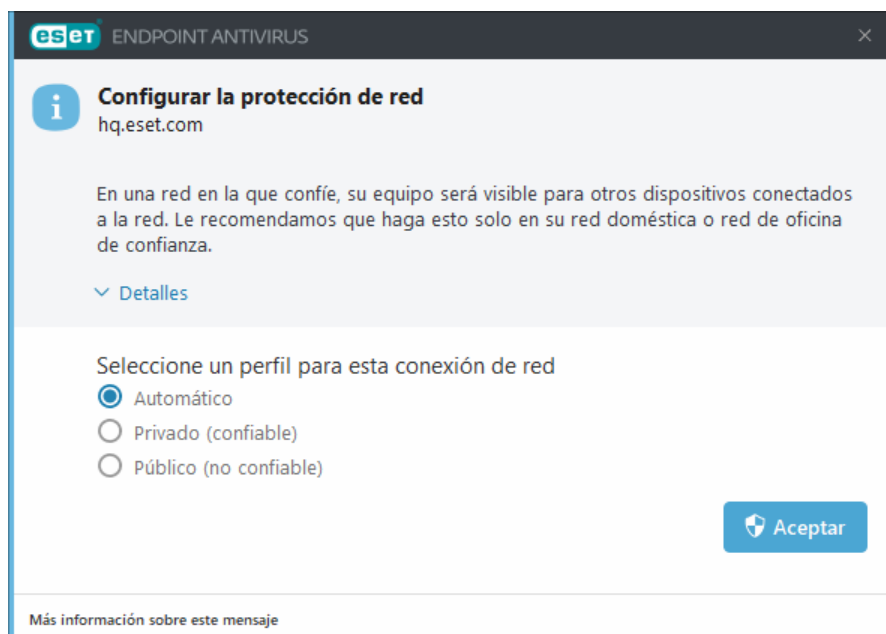 eset ENDPOINT ANTIVIRUS
Configurar la protección de red
hq.eset.com
En una red en la que confíe, su equipo será visible para otros dispositivos conectados
a la red. Le recomendamos que haga esto solo en su red doméstica o red de oficina
de confianza.
Detalles
Seleccione un perfil para esta conexión de red
Automático
Privado (confiable)
Público (no confiable)
Aceptar
Más información sobre este mensaje